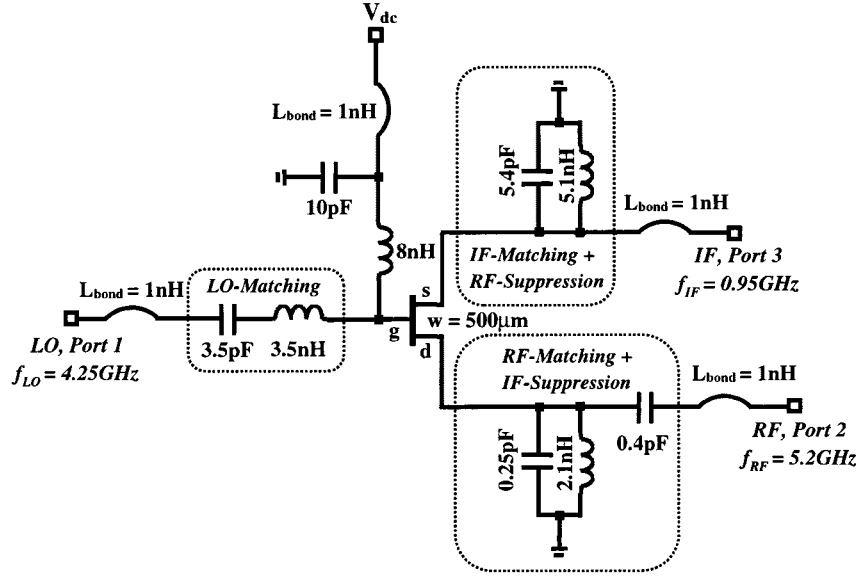 V_dc
L_bond = 1nH
10pF
8nH
5.4pF
5.1nH
IF-Matching +
RF-Suppression
L_bond = 1nH
IF, Port 3
f_IF = 0.95GHz
L_bond = 1nH
LO-Matching
3.5pF
3.5nH
LO, Port 1
f_LO = 4.25GHz
s
g
w = 500μm
d
RF-Matching +
IF-Suppression
0.25pF
2.1nH
0.4pF
L_bond = 1nH
RF, Port 2
f_RF = 5.2GHz